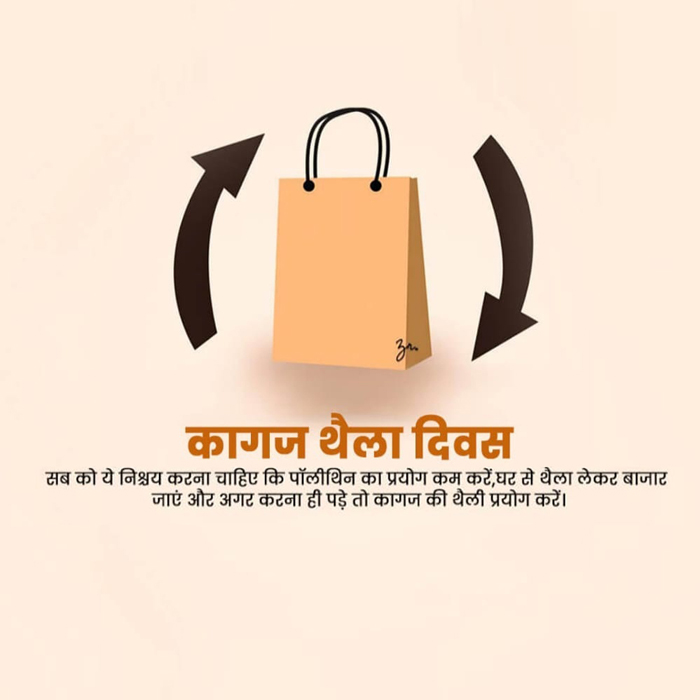 कागज थैला दिवस
सब को ये निश्चय करना चाहिए कि पॉलीथिन का प्रयोग कम करें,घर से थैला लेकर बाजार
जाएं और अगर करना ही पड़े तो कागज की थैली प्रयोग करें।